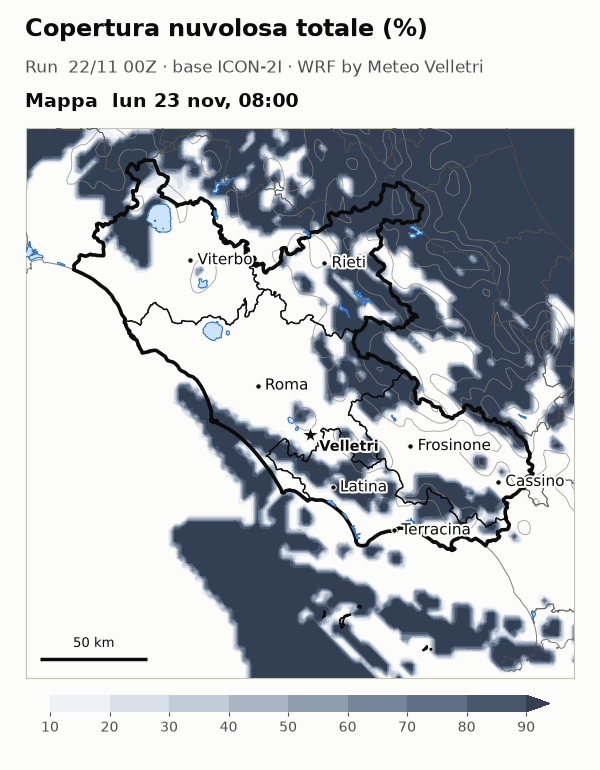 Copertura nuvolosa totale (%)
Run  22/11 00Z · base ICON-2I · WRF by Meteo Velletri
Mappa  lun 23 nov, 08:00
Viterbo
Rieti
Roma
Velletri
Frosinone
Cassino
Latina
Terracina
50 km
10 20 30 40 50 60 70 80 90